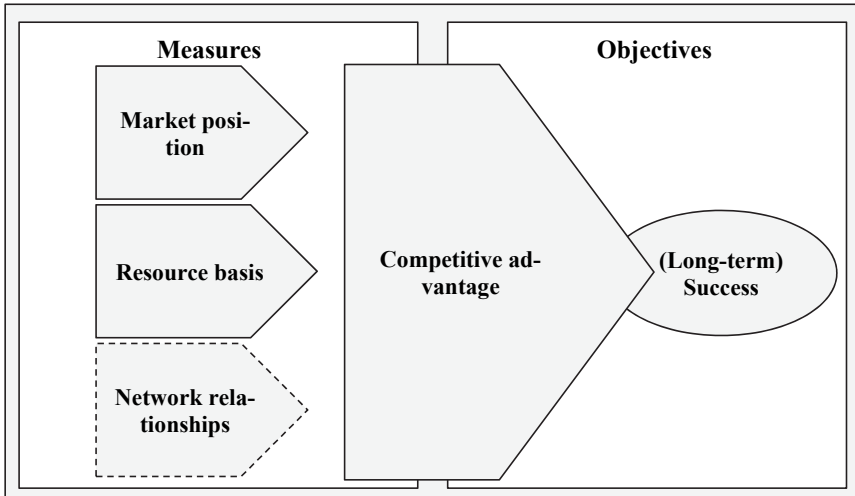 Measures
Objectives
Market posi-
tion
Resource basis
Network rela-
tionships
Competitive ad-
vantage
(Long-term)
Success